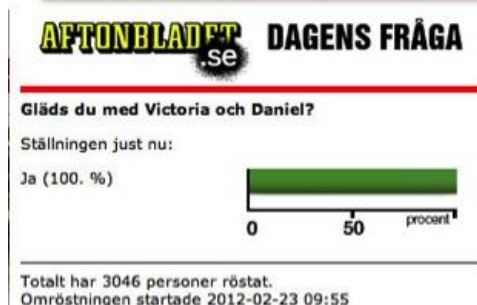 AFTONBLADET .se DAGENS FRÅGA
Gläds du med Victoria och Daniel?
Ställningen just nu:
Ja (100. %)
0 50 procent
Totalt har 3046 personer röstat.
Omröstningen startade 2012-02-23 09:55